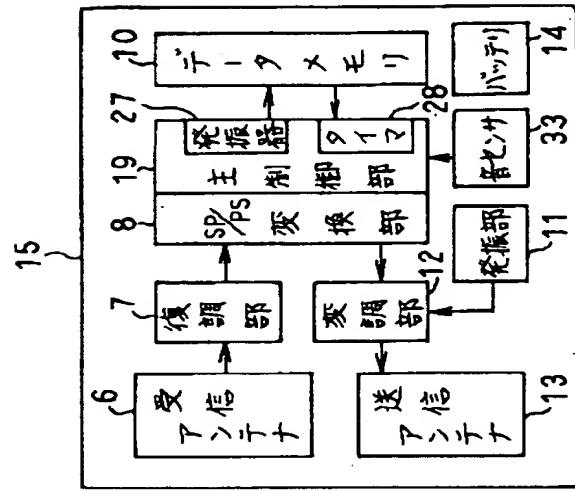 15
6
受信
アンテナ
7
復調部
8
SP/PS
変換部
19
主制御部
27
発振器
28
タイマ
10
データメモリ
12
変調部
13
送信
アンテナ
11
発振部
33
音センサ
14
バッテリ